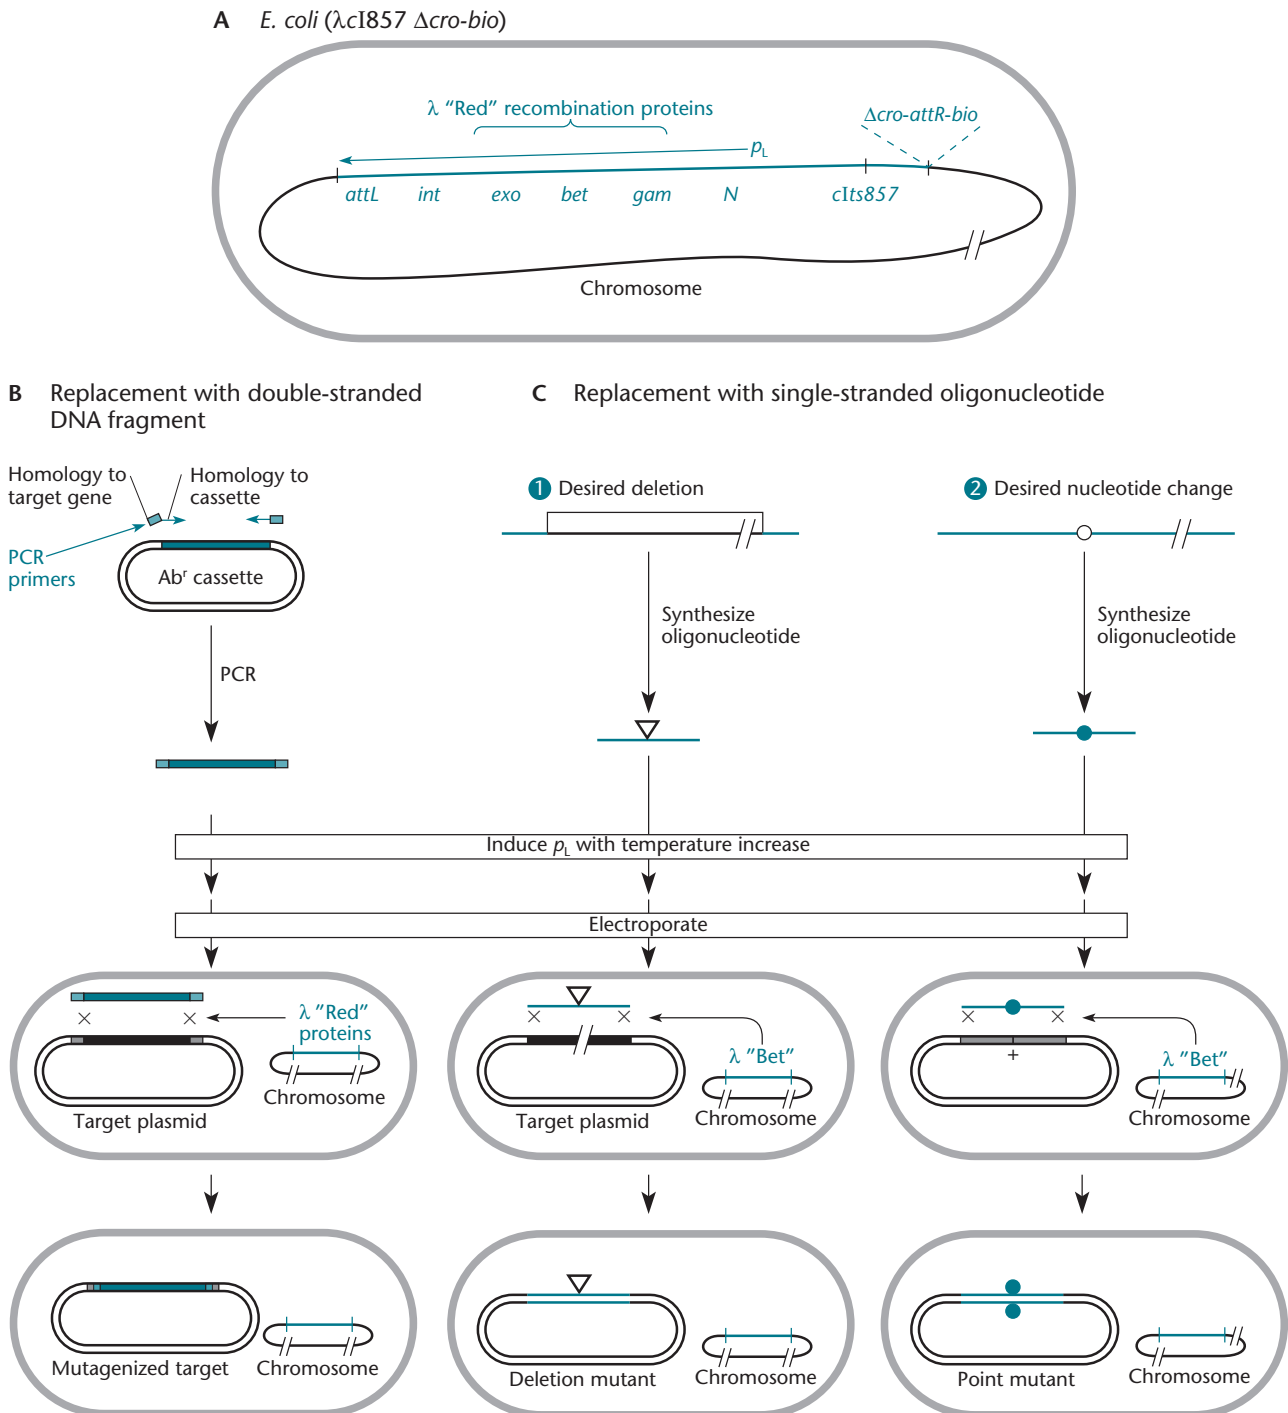 A E. coli (λcI857 Δcro-bio)
λ "Red" recombination proteins
Δcro-attR-bio
pL
attL int exo bet gam N cIts857
Chromosome
B Replacement with double-stranded
DNA fragment
C Replacement with single-stranded oligonucleotide
Homology to
target gene
Homology to
cassette
PCR
primers
Abr cassette
PCR
1 Desired deletion
Synthesize
oligonucleotide
2 Desired nucleotide change
Synthesize
oligonucleotide
Induce pL with temperature increase
Electroporate
λ "Red"
proteins
Chromosome
Target plasmid
λ "Bet"
Chromosome
Target plasmid
+
λ "Bet"
Chromosome
Mutagenized target
Chromosome
Deletion mutant
Chromosome
Point mutant
Chromosome